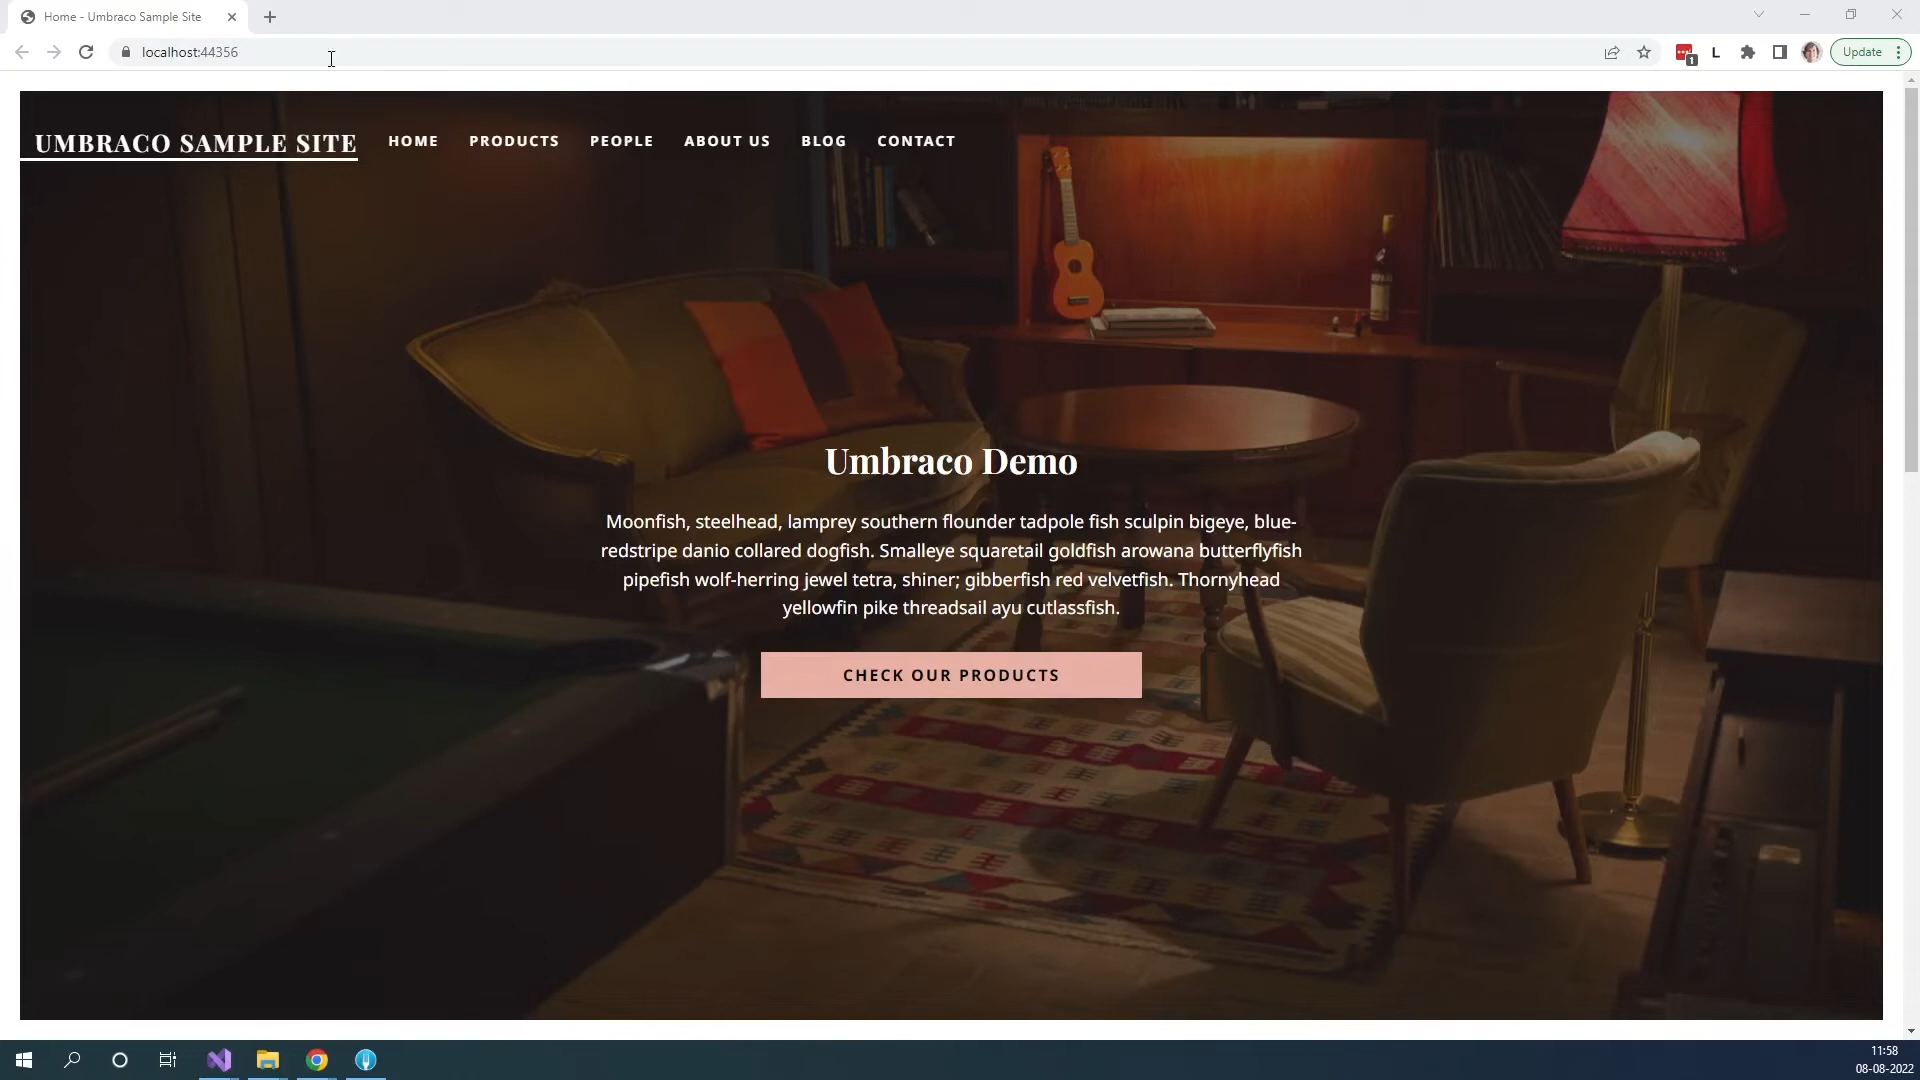 Home - Umbraco Sample Site
localhost:44356
L
1
Update
UMBRACO SAMPLE SITE
HOME
PRODUCTS
PEOPLE
ABOUT US
BLOG
CONTACT
Umbraco Demo
Moonfish, steelhead, lamprey southern flounder tadpole fish sculpin bigeye, blue-
redstripe danio collared dogfish. Smalleye squaretail goldfish arowana butterflyfish
pipefish wolf-herring jewel tetra, shiner; gibberfish red velvetfish. Thornyhead
yellowfin pike threadsail ayu cutlassfish.
CHECK OUR PRODUCTS
11:58
08-08-2022